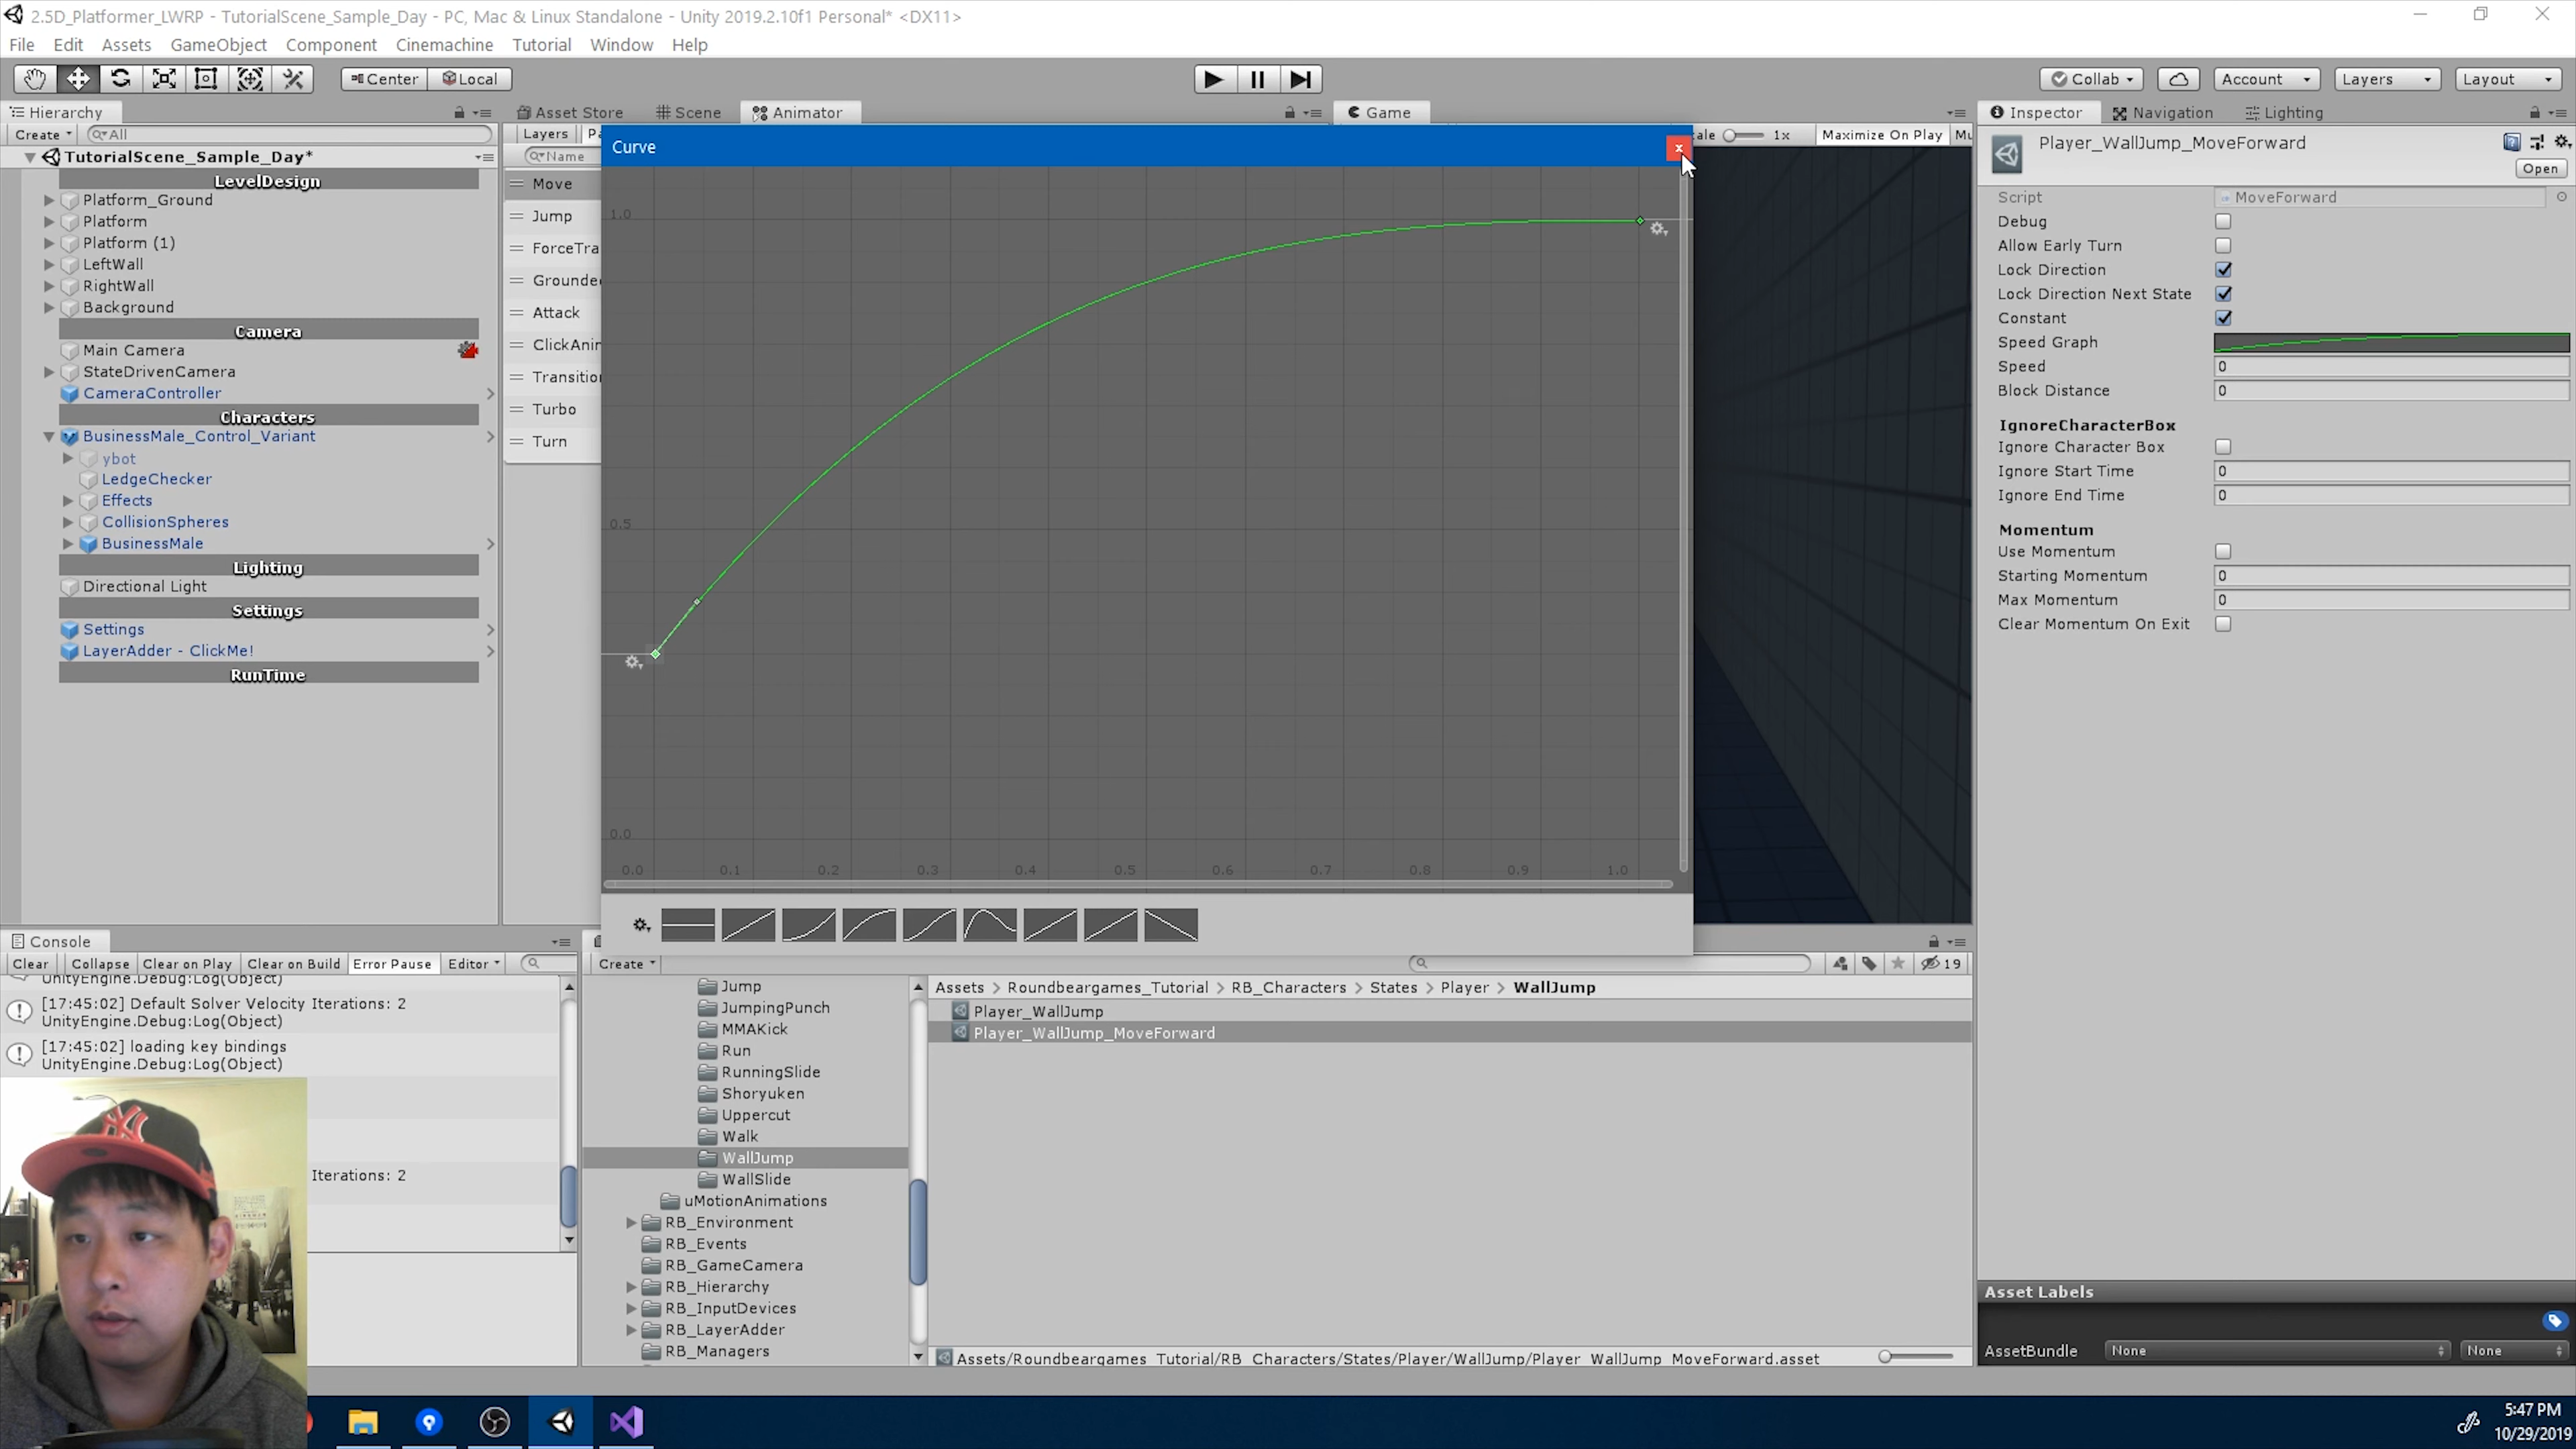 2.5D_Platformer_LWRP - TutorialScene_Sample_Day - PC, Mac & Linux Standalone - Unity 2019.2.10f1 Personal* <DX11>
File Edit Assets GameObject Component Cinemachine Tutorial Window Help
Center Local
Collab Account Layers Layout
Hierarchy
Create All
TutorialScene_Sample_Day*
LevelDesign
Platform_Ground
Platform
Platform (1)
LeftWall
RightWall
Background
Camera
Main Camera
StateDrivenCamera
CameraController
Characters
BusinessMale_Control_Variant
ybot
LedgeChecker
Effects
CollisionSpheres
BusinessMale
Lighting
Directional Light
Settings
Settings
LayerAdder - ClickMe!
RunTime
Asset Store Scene Animator
Layers Pa
Name
Move
Jump
ForceTra
Grounde
Attack
ClickAnim
Transition
Turbo
Turn
Game
ale 1x Maximize On Play Mu
Curve
x
1.0
0.5
0.0
0.0 0.1 0.2 0.3 0.4 0.5 0.6 0.7 0.8 0.9 1.0
Inspector Navigation Lighting
Player_WallJump_MoveForward
Open
Script MoveForward
Debug
Allow Early Turn
Lock Direction
Lock Direction Next State
Constant
Speed Graph
Speed 0
Block Distance 0
IgnoreCharacterBox
Ignore Character Box
Ignore Start Time 0
Ignore End Time 0
Momentum
Use Momentum
Starting Momentum 0
Max Momentum 0
Clear Momentum On Exit
Asset Labels
AssetBundle None None
Console
Clear Collapse Clear on Play Clear on Build Error Pause Editor
UnityEngine.Debug:Log(Object)
[17:45:02] Default Solver Velocity Iterations: 2
UnityEngine.Debug:Log(Object)
[17:45:02] loading key bindings
UnityEngine.Debug:Log(Object)
Iterations: 2
Create
19
Jump
JumpingPunch
MMAKick
Run
RunningSlide
Shoryuken
Uppercut
Walk
WallJump
WallSlide
uMotionAnimations
RB_Environment
RB_Events
RB_GameCamera
RB_Hierarchy
RB_InputDevices
RB_LayerAdder
RB_Managers
Assets > Roundbeargames_Tutorial > RB_Characters > States > Player > WallJump
Player_WallJump
Player_WallJump_MoveForward
Assets/Roundbeargames_Tutorial/RB_Characters/States/Player/WallJump/Player_WallJump_MoveForward.asset
5:47 PM
10/29/2019